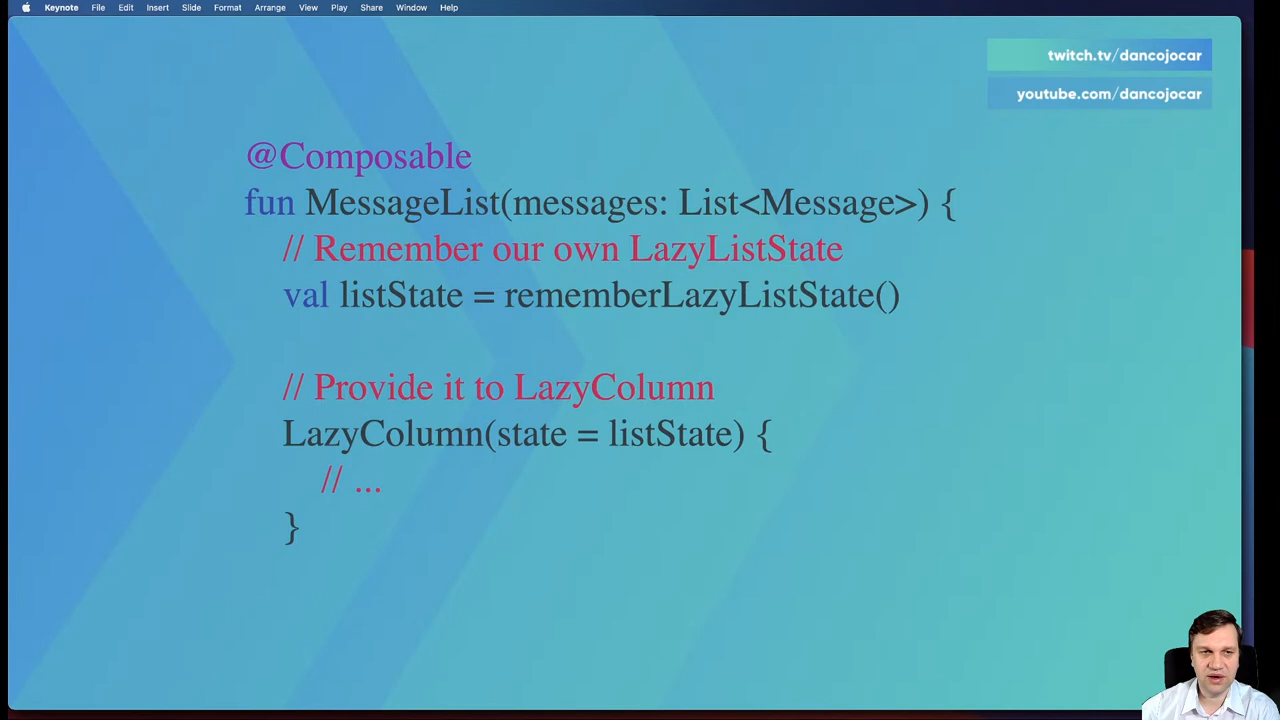 Keynote File Edit Insert Slide Format Arrange View Play Share Window Help
twitch.tv/dancojocar
youtube.com/dancojocar
@Composable
fun MessageList(messages: List<Message>) {
// Remember our own LazyListState
val listState = rememberLazyListState()
// Provide it to LazyColumn
LazyColumn(state = listState) {
// ...
}